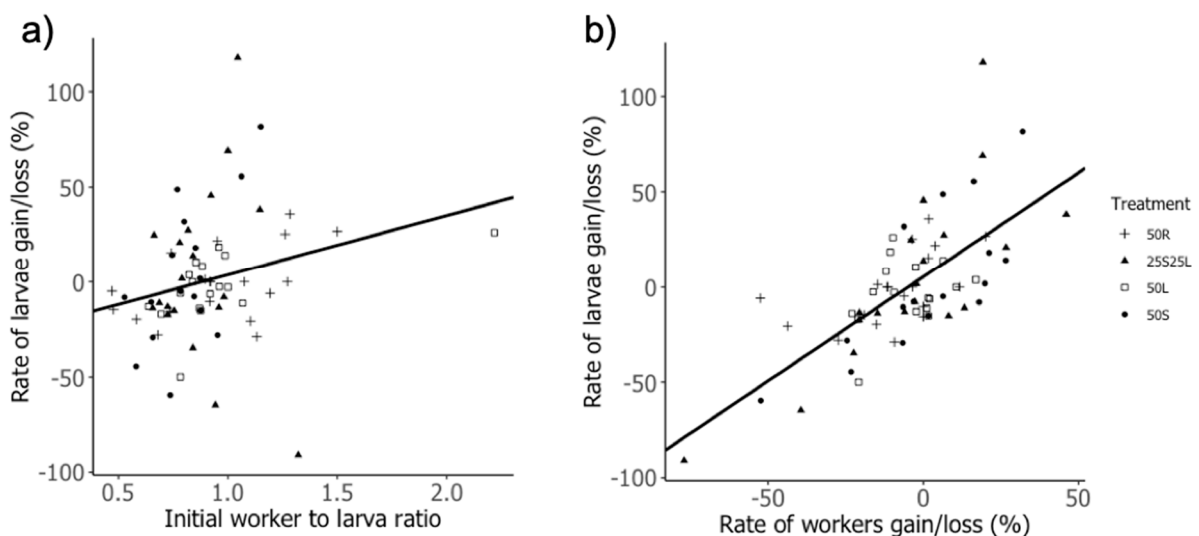 a)
Rate of larvae gain/loss (%)
100
50
0
-50
-100
0.5 1.0 1.5 2.0
Initial worker to larva ratio
b)
Rate of larvae gain/loss (%)
100
50
0
-50
-100
-50 0 50
Rate of workers gain/loss (%)
Treatment
50R
25S25L
50L
50S